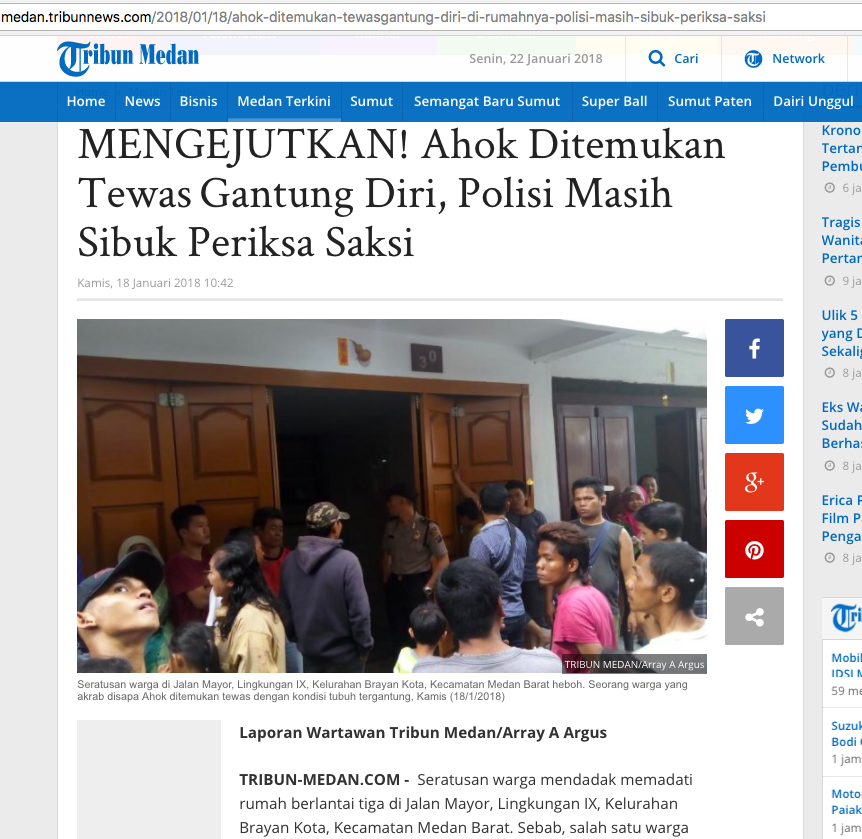 medan.tribunnews.com/2018/01/18/ahok-ditemukan-tewasgantung-diri-di-rumahnya-polisi-masih-sibuk-periksa-saksi
Tribun Medan
Senin, 22 Januari 2018
Cari
Network
Home News Bisnis Medan Terkini Sumut Semangat Baru Sumut Super Ball Sumut Paten Dairi Unggul
MENGEJUTKAN! Ahok Ditemukan
Tewas Gantung Diri, Polisi Masih
Sibuk Periksa Saksi
Kamis, 18 Januari 2018 10:42
30
TRIBUN MEDAN/Array A Argus
Seratusan warga di Jalan Mayor, Lingkungan IX, Kelurahan Brayan Kota, Kecamatan Medan Barat heboh. Seorang warga yang
akrab disapa Ahok ditemukan tewas dengan kondisi tubuh tergantung, Kamis (18/1/2018)
Laporan Wartawan Tribun Medan/Array A Argus
TRIBUN-MEDAN.COM - Seratusan warga mendadak memadati
rumah berlantai tiga di Jalan Mayor, Lingkungan IX, Kelurahan
Brayan Kota, Kecamatan Medan Barat. Sebab, salah satu warga
f
g+
Krono
Tertan
Pembu
6 ja
Tragis
Wanita
Pertan
9 ja
Ulik 5
yang D
Sekalig
8 ja
Eks Wa
Sudah
Berhas
8 ja
Erica P
Film P
Penga
8 ja
Tri
Mobil
IDSI M
59 me
Suzuk
Bodi
1 jam
Motor
Paiak
1 jam